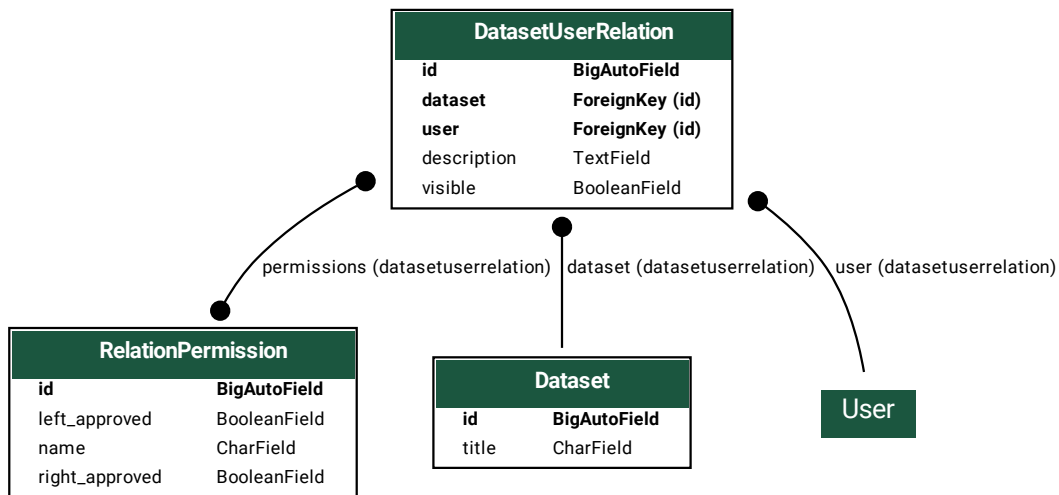 DatasetUserRelation
id BigAutoField
dataset ForeignKey (id)
user ForeignKey (id)
description TextField
visible BooleanField
permissions (datasetuserrelation) dataset (datasetuserrelation) user (datasetuserrelation)
RelationPermission
id BigAutoField
left_approved BooleanField
name CharField
right_approved BooleanField
Dataset
id BigAutoField
title CharField
User